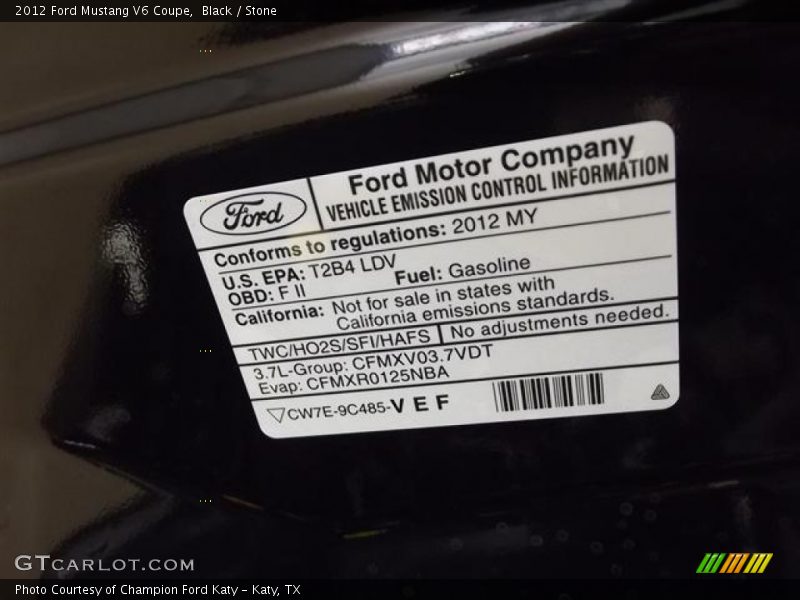 2012 Ford Mustang V6 Coupe, Black / Stone
Ford
Ford Motor Company
VEHICLE EMISSION CONTROL INFORMATION
Conforms to regulations: 2012 MY
U.S. EPA: T2B4 LDV
OBD: F II Fuel: Gasoline
California: Not for sale in states with
California emissions standards.
TWC/HO2S/SFI/HAFS No adjustments needed.
3.7L-Group: CFMXV03.7VDT
Evap: CFMXR0125NBA
CW7E-9C485-V E F
GTCARLOT.COM
Photo Courtesy of Champion Ford Katy - Katy, TX